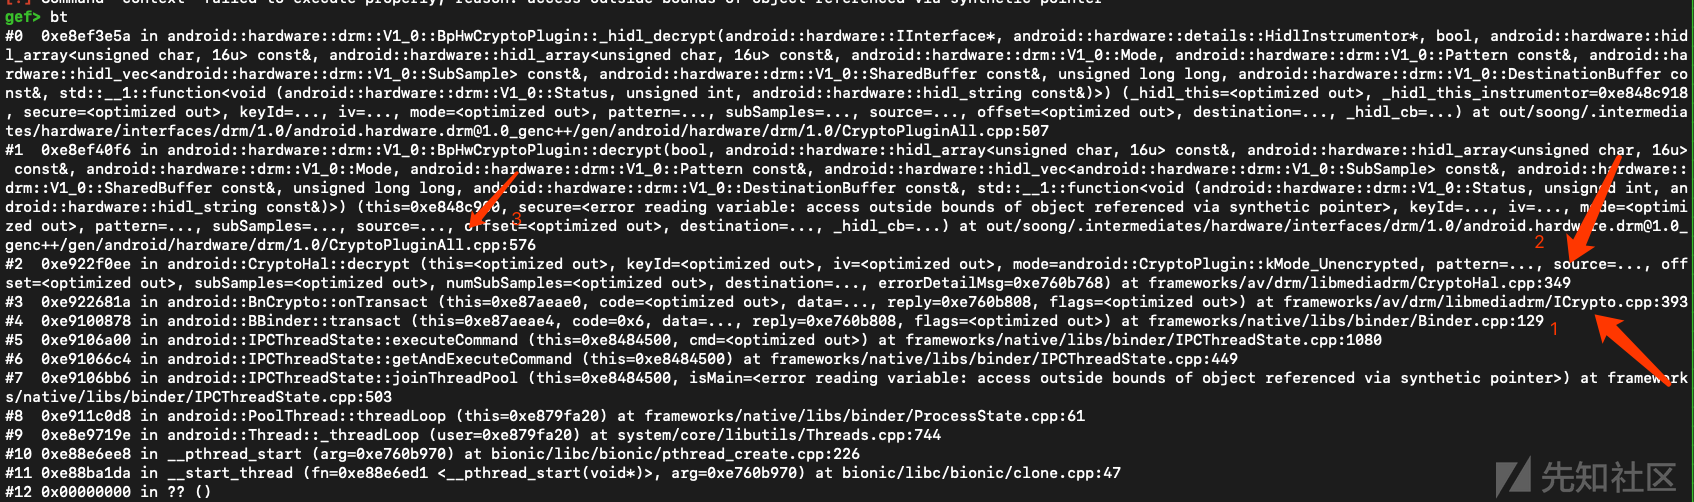 [!] Command 'context' failed to execute properly, reason: access outside bounds of object referenced via synthetic pointer
gef> bt
#0  0xe8ef3e5a in android::hardware::drm::V1_0::BpHwCryptoPlugin::_hidl_decrypt(android::hardware::IInterface*, android::hardware::details::HidlInstrumentor*, bool, android::hardware::hid
l_array<unsigned char, 16u> const&, android::hardware::hidl_array<unsigned char, 16u> const&, android::hardware::drm::V1_0::Mode, android::hardware::drm::V1_0::Pattern const&, android::ha
rdware::hidl_vec<android::hardware::drm::V1_0::SubSample> const&, android::hardware::drm::V1_0::SharedBuffer const&, unsigned long long, android::hardware::drm::V1_0::DestinationBuffer co
nst&, std::__1::function<void (android::hardware::drm::V1_0::Status, unsigned int, android::hardware::hidl_string const&)>) (_hidl_this=<optimized out>, _hidl_this_instrumentor=0xe848c918
, secure=<optimized out>, keyId=..., iv=..., mode=<optimized out>, pattern=..., subSamples=..., source=..., offset=<optimized out>, destination=..., _hidl_cb=...) at out/soong/.intermedia
tes/hardware/interfaces/drm/1.0/android.hardware.drm@1.0_genc++/gen/android/hardware/drm/1.0/CryptoPluginAll.cpp:507
#1  0xe8ef40f6 in android::hardware::drm::V1_0::BpHwCryptoPlugin::decrypt(bool, android::hardware::hidl_array<unsigned char, 16u> const&, android::hardware::hidl_array<unsigned char, 16u>
 const&, android::hardware::drm::V1_0::Mode, android::hardware::drm::V1_0::Pattern const&, android::hardware::hidl_vec<android::hardware::drm::V1_0::SubSample> const&, android::hardware::
drm::V1_0::SharedBuffer const&, unsigned long long, android::hardware::drm::V1_0::DestinationBuffer const&, std::__1::function<void (android::hardware::drm::V1_0::Status, unsigned int, an
droid::hardware::hidl_string const&)>) (this=0xe848c900, secure=<error reading variable: access outside bounds of object referenced via synthetic pointer>, keyId=..., iv=..., mode=<optimi
3
zed out>, pattern=..., subSamples=..., source=..., offset=<optimized out>, destination=..., _hidl_cb=...) at out/soong/.intermediates/hardware/interfaces/drm/1.0/android.hardware.drm@1.0_
genc++/gen/android/hardware/drm/1.0/CryptoPluginAll.cpp:576
2
#2  0xe922f0ee in android::CryptoHal::decrypt (this=<optimized out>, keyId=<optimized out>, iv=<optimized out>, mode=android::CryptoPlugin::kMode_Unencrypted, pattern=..., source=..., off
set=<optimized out>, subSamples=<optimized out>, numSubSamples=<optimized out>, destination=..., errorDetailMsg=0xe760b768) at frameworks/av/drm/libmediadrm/CryptoHal.cpp:349
#3  0xe922681a in android::BnCrypto::onTransact (this=0xe87aeae0, code=<optimized out>, data=..., reply=0xe760b808, flags=<optimized out>) at frameworks/av/drm/libmediadrm/ICrypto.cpp:393
#4  0xe9100878 in android::BBinder::transact (this=0xe87aeae4, code=0x6, data=..., reply=0xe760b808, flags=<optimized out>) at frameworks/native/libs/binder/Binder.cpp:129
1
#5  0xe9106a00 in android::IPCThreadState::executeCommand (this=0xe8484500, cmd=<optimized out>) at frameworks/native/libs/binder/IPCThreadState.cpp:1080
#6  0xe91066c4 in android::IPCThreadState::getAndExecuteCommand (this=0xe8484500) at frameworks/native/libs/binder/IPCThreadState.cpp:449
#7  0xe9106bb6 in android::IPCThreadState::joinThreadPool (this=0xe8484500, isMain=<error reading variable: access outside bounds of object referenced via synthetic pointer>) at framework
s/native/libs/binder/IPCThreadState.cpp:503
#8  0xe911c0d8 in android::PoolThread::threadLoop (this=0xe879fa20) at frameworks/native/libs/binder/ProcessState.cpp:61
#9  0xe8e9719e in android::Thread::_threadLoop (user=0xe879fa20) at system/core/libutils/Threads.cpp:744
#10 0xe88e6ee8 in __pthread_start (arg=0xe760b970) at bionic/libc/bionic/pthread_create.cpp:226
#11 0xe88ba1da in __start_thread (fn=0xe88e6ed1 <__pthread_start(void*)>, arg=0xe760b970) at bionic/libc/bionic/clone.cpp:47
#12 0x00000000 in ?? ()
先知社区